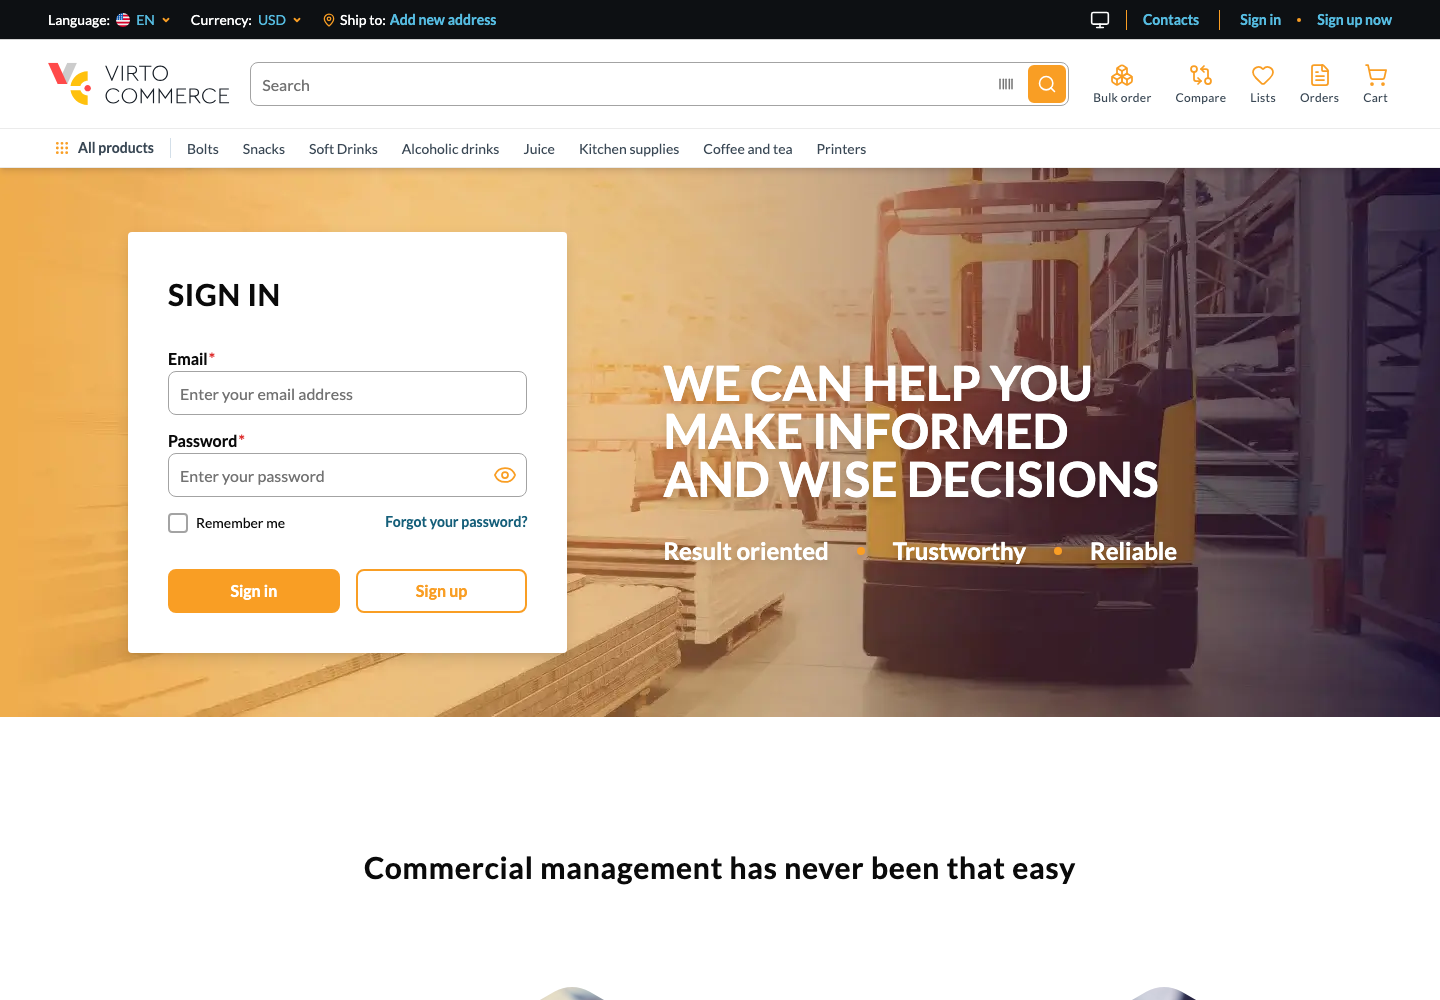 Language: EN Currency: USD Ship to: Add new address Contacts Sign in • Sign up now
VIRTO
COMMERCE
Search
Bulk order Compare Lists Orders Cart
All products Bolts Snacks Soft Drinks Alcoholic drinks Juice Kitchen supplies Coffee and tea Printers
SIGN IN
Email*
Enter your email address
Password*
Enter your password
Remember me Forgot your password?
Sign in Sign up
WE CAN HELP YOU
MAKE INFORMED
AND WISE DECISIONS
Result oriented • Trustworthy • Reliable
Commercial management has never been that easy